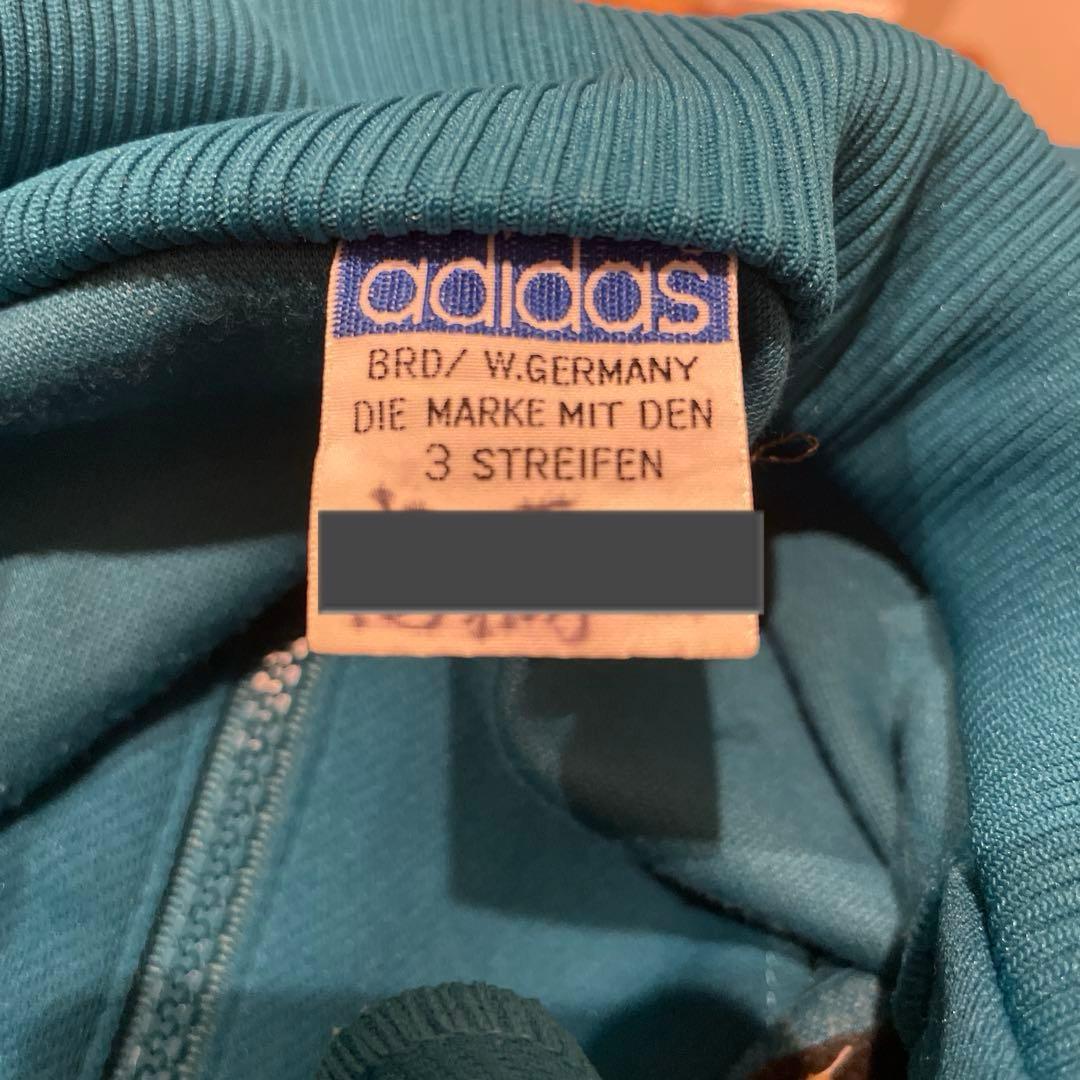 adidas
BRD/ W.GERMANY
DIE MARKE MIT DEN
3 STREIFEN